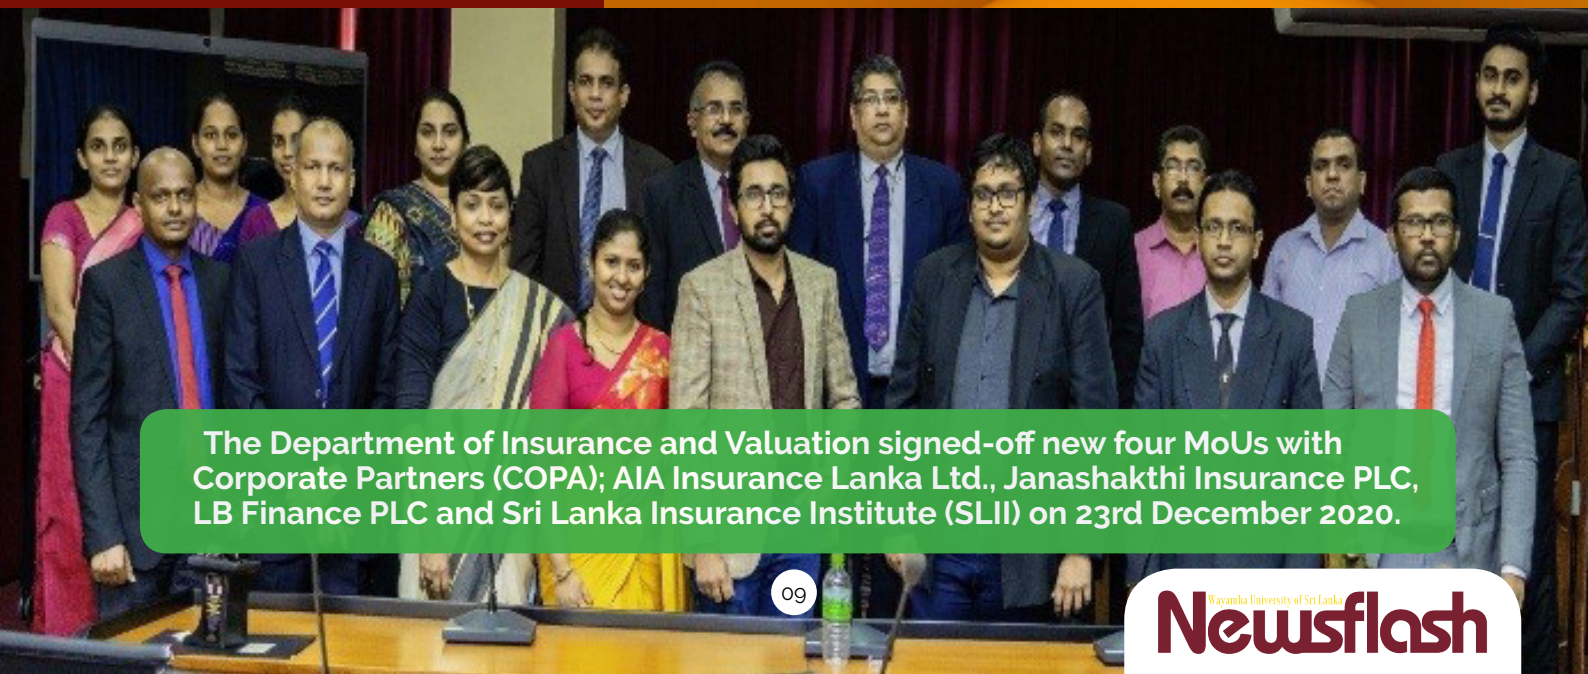 The Department of Insurance and Valuation signed-off new four MoUs with
Corporate Partners (COPA); AIA Insurance Lanka Ltd., Janashakthi Insurance PLC,
LB Finance PLC and Sri Lanka Insurance Institute (SLII) on 23rd December 2020.
09
Wayamba University of Sri Lanka
Newsflash